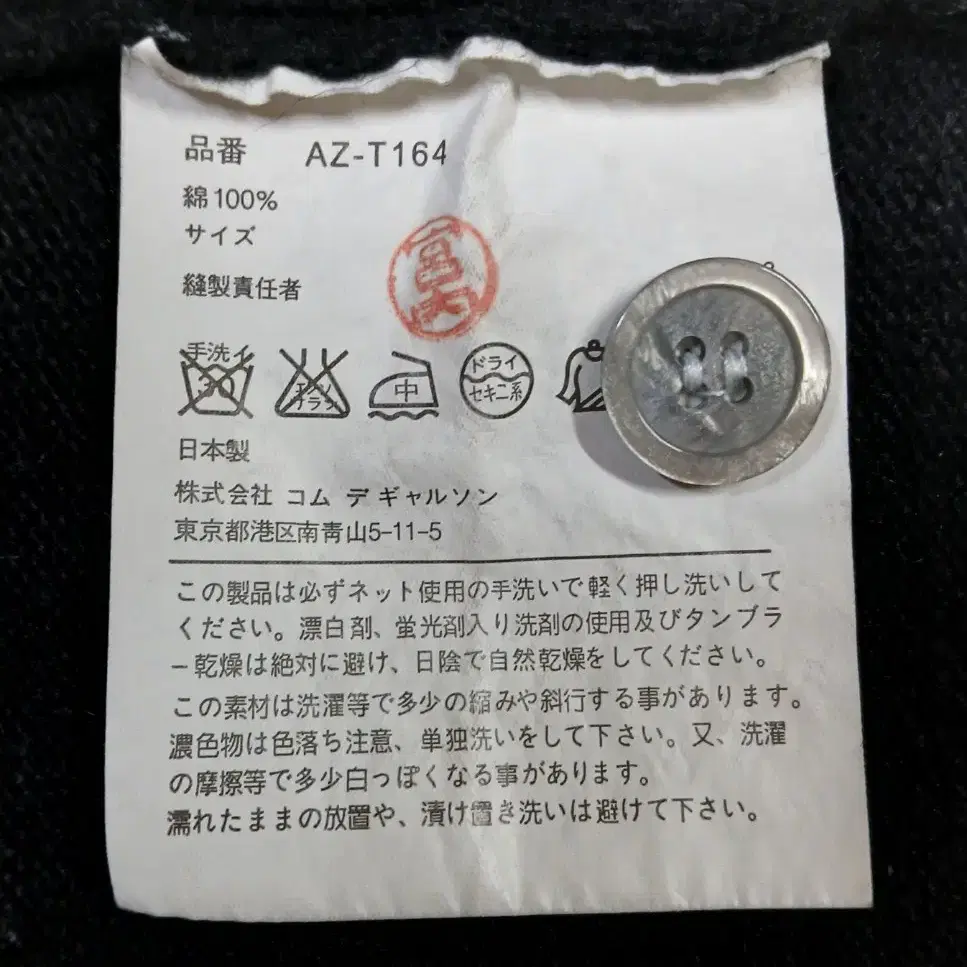 品番 AZ-T164
綿100%
サイズ
縫製責任者
手洗イ
30
エンソ
サラシ
中
ドライ
セキユ系
日本製
株式会社 コム デ ギャルソン
東京都港区南青山5-11-5
この製品は必ずネット使用の手洗いで軽く押し洗いして
ください。漂白剤、蛍光剤入り洗剤の使用及びタンブラ
ー乾燥は絶対に避け、日陰で自然乾燥をしてください。
この素材は洗濯等で多少の縮みや斜行する事があります。
濃色物は色落ち注意、単独洗いをして下さい。又、洗濯
の摩擦等で多少白っぽくなる事があります。
濡れたままの放置や、漬け置き洗いは避けて下さい。